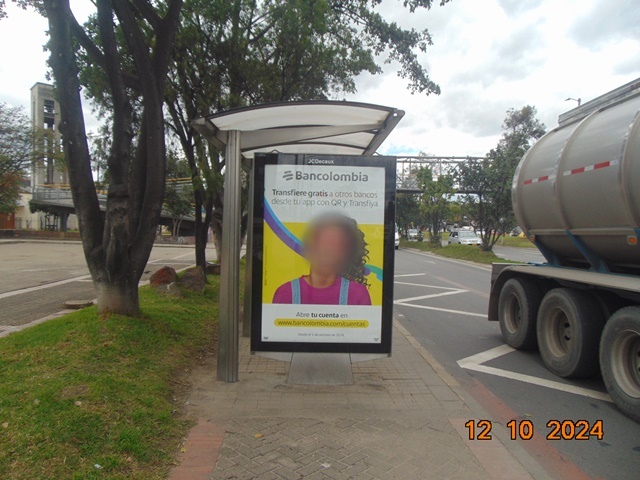 JCDecaux
Bancolombia
Transfiere gratis a otros bancos
desde tu app con QR y Transfiya
Abre tu cuenta en
www.bancolombia.com/cuentas
12 10 2024